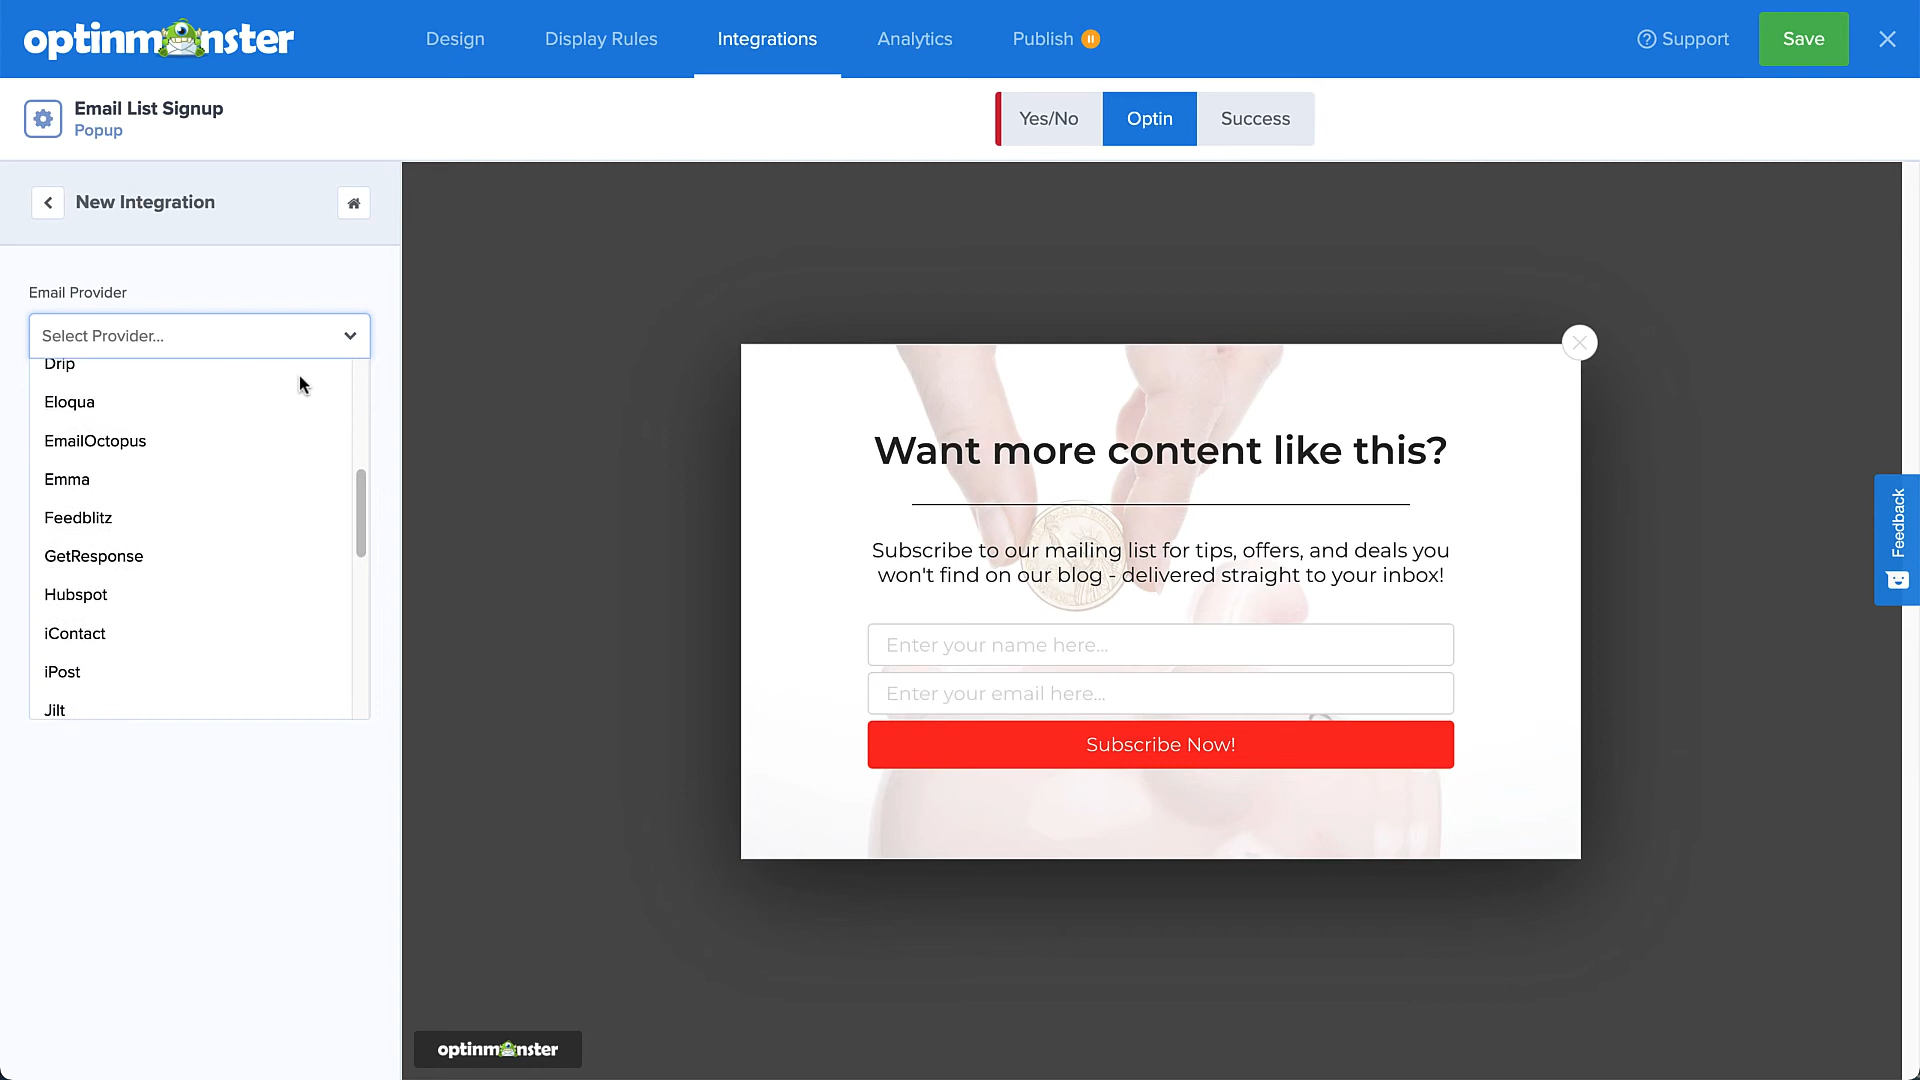 optinmonster
Design
Display Rules
Integrations
Analytics
Publish
Support
Save
Email List Signup
Popup
Yes/No
Optin
Success
New Integration
Email Provider
Select Provider...
Drip
Eloqua
EmailOctopus
Emma
Feedblitz
GetResponse
Hubspot
iContact
iPost
Jilt
Want more content like this?
Subscribe to our mailing list for tips, offers, and deals you
won't find on our blog - delivered straight to your inbox!
Enter your name here...
Enter your email here...
Subscribe Now!
Feedback
optinmonster